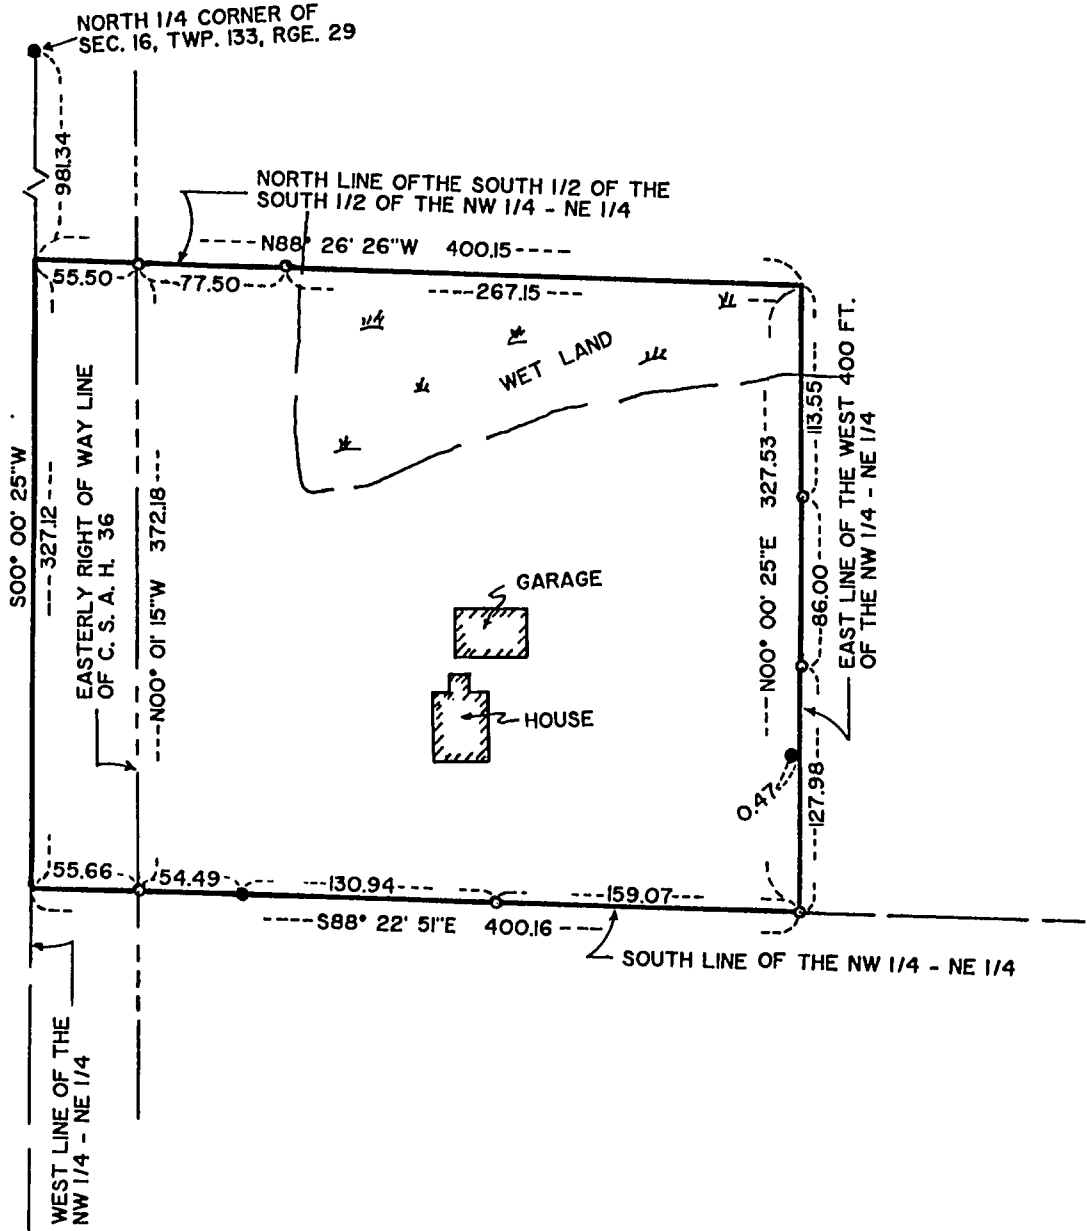 NORTH 1/4 CORNER OF
SEC. 16, TWP. 133, RGE. 29
981.34
NORTH LINE OF THE SOUTH 1/2 OF THE
SOUTH 1/2 OF THE NW 1/4 - NE 1/4
N88° 26' 26"W 400.15
55.50
77.50
267.15
WET LAND
S00° 00' 25"W
327.12
EASTERLY RIGHT OF WAY LINE
OF C. S. A. H. 36
N00° 01' 15"W 372.18
GARAGE
HOUSE
N00° 00' 25"E 327.53
113.55
86.00
127.98
0.47
EAST LINE OF THE WEST 400 FT.
OF THE NW 1/4 - NE 1/4
55.66
54.49
130.94
159.07
S88° 22' 51"E 400.16
SOUTH LINE OF THE NW 1/4 - NE 1/4
WEST LINE OF THE
NW 1/4 - NE 1/4